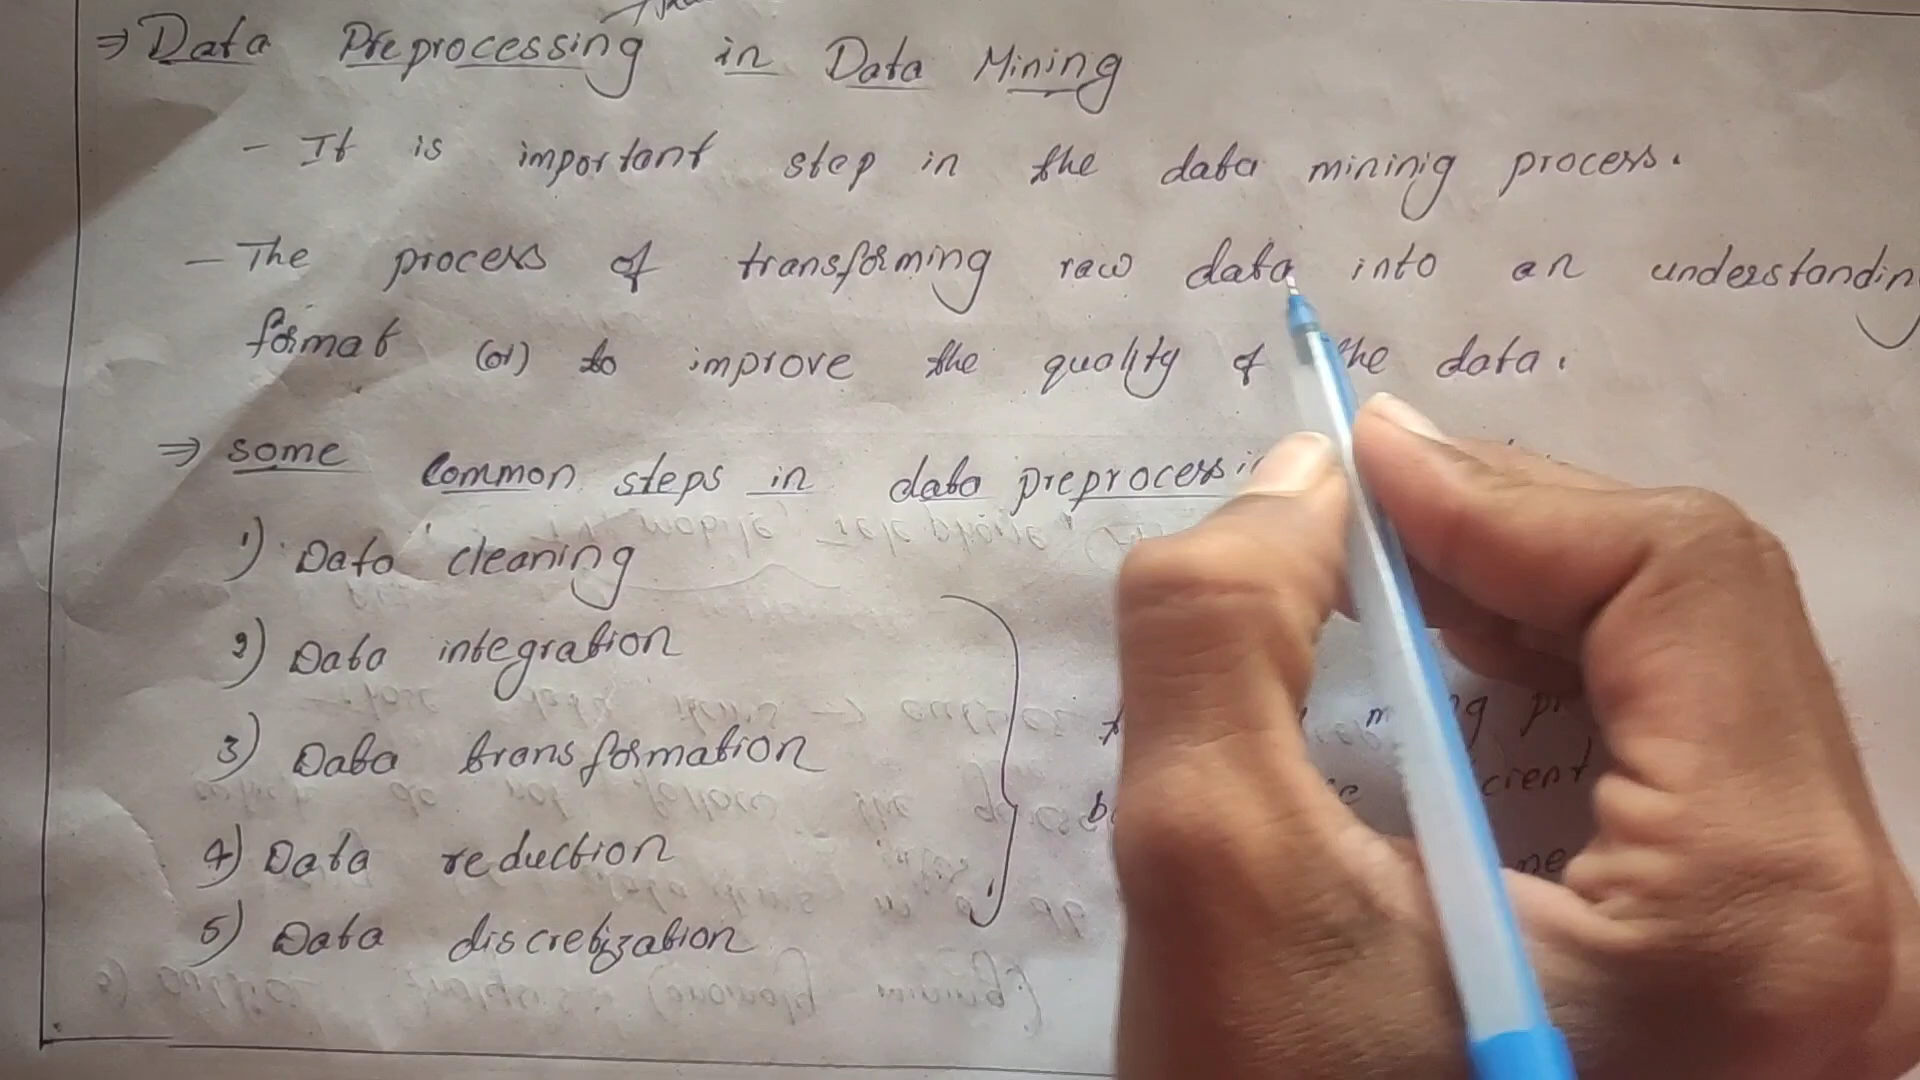 ⇒ Data Preprocessing in Data Mining
- It is important step in the data mining process.
- The process of transforming raw data into an understanding
format (or) to improve the quality of the data.
⇒ some common steps in data preprocessi
1) Data cleaning
2) Data integration
3) Data transformation
4) Data reduction
5) Data discretization